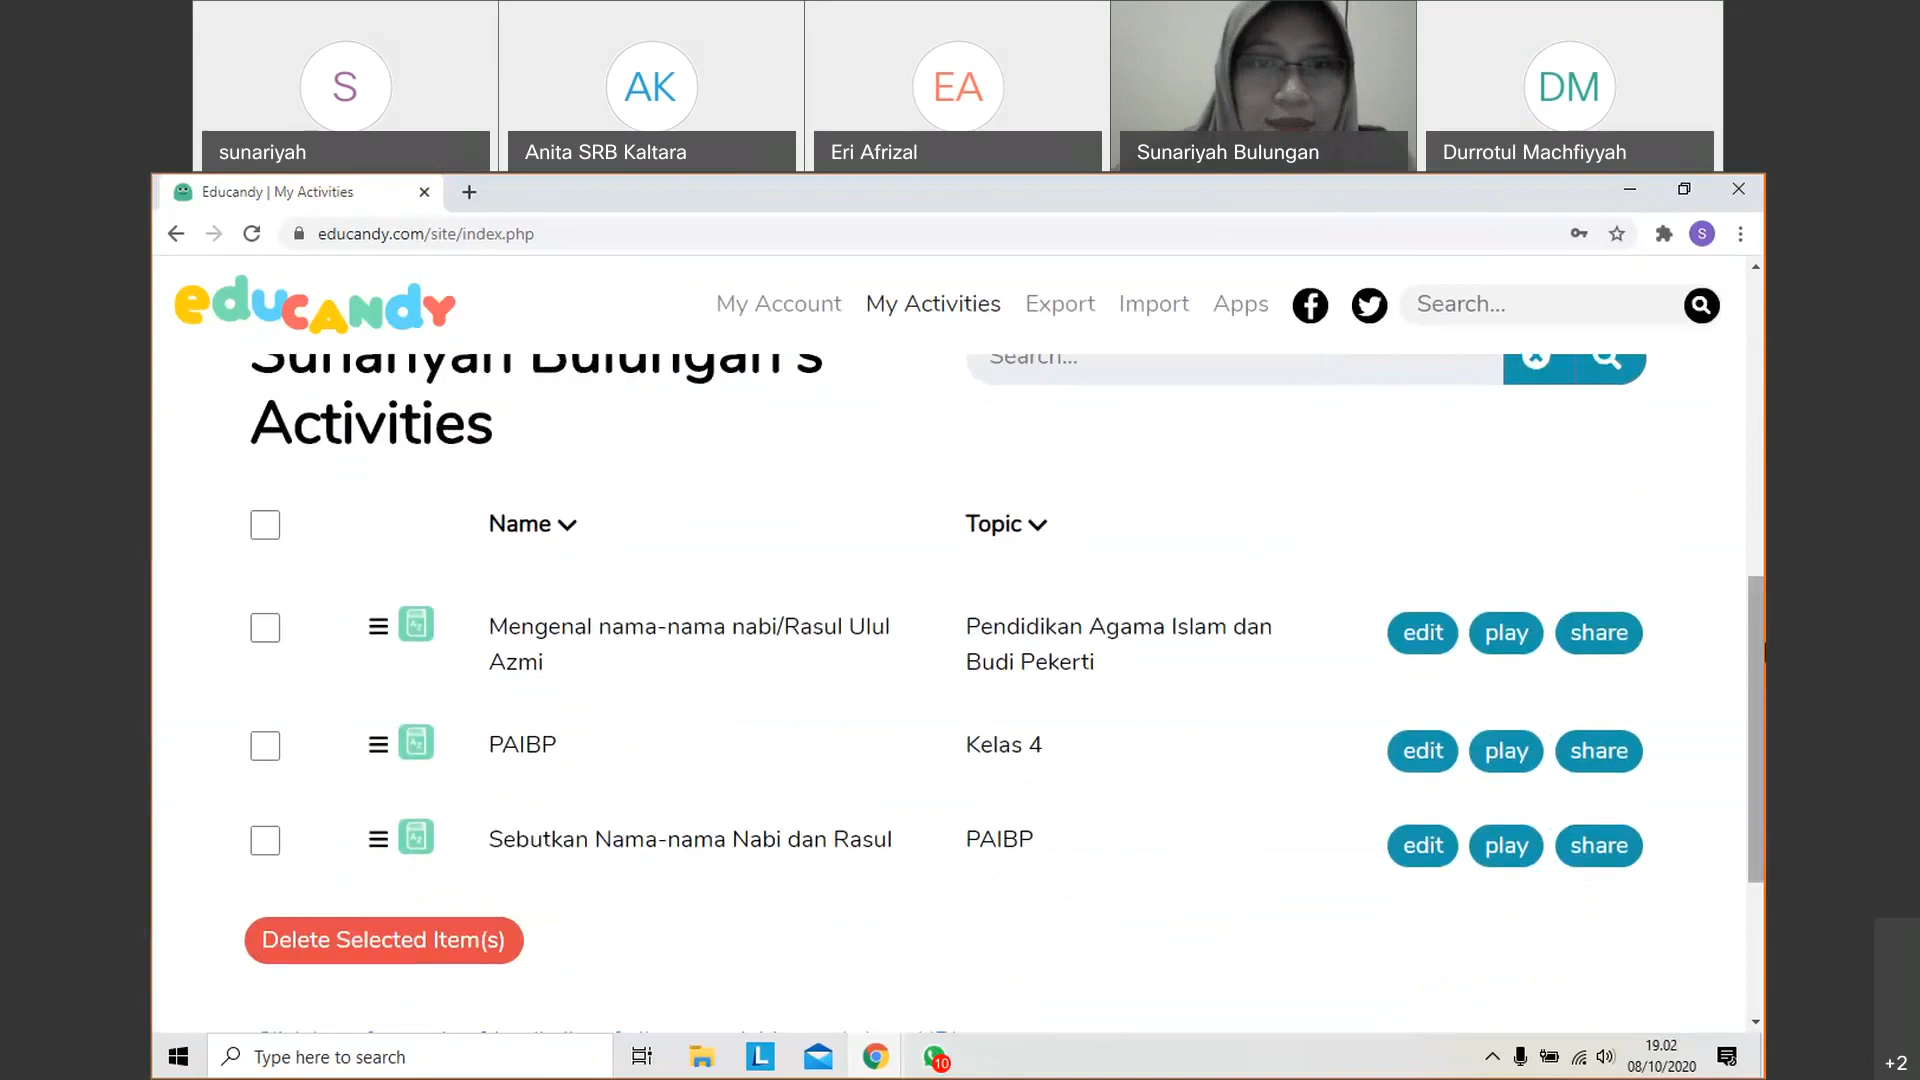 S
AK
EA
DM
sunariyah
Anita SRB Kaltara
Eri Afrizal
Sunariyah Bulungan
Durrotul Machfiyyah
Educandy | My Activities
educandy.com/site/index.php
S
educandy
My Account
My Activities
Export
Import
Apps
Search...
Sunariyah Bulungan's
Activities
Search...
Name
Topic
Mengenal nama-nama nabi/Rasul Ulul
Azmi
Pendidikan Agama Islam dan
Budi Pekerti
edit
play
share
PAIBP
Kelas 4
edit
play
share
Sebutkan Nama-nama Nabi dan Rasul
PAIBP
edit
play
share
Delete Selected Item(s)
Type here to search
L
10
19.02
08/10/2020
+2